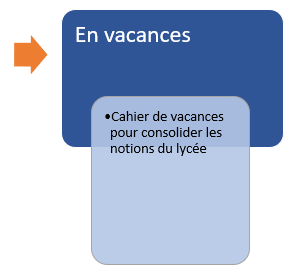 En vacances
•Cahier de vacances
pour consolider les
notions du lycée